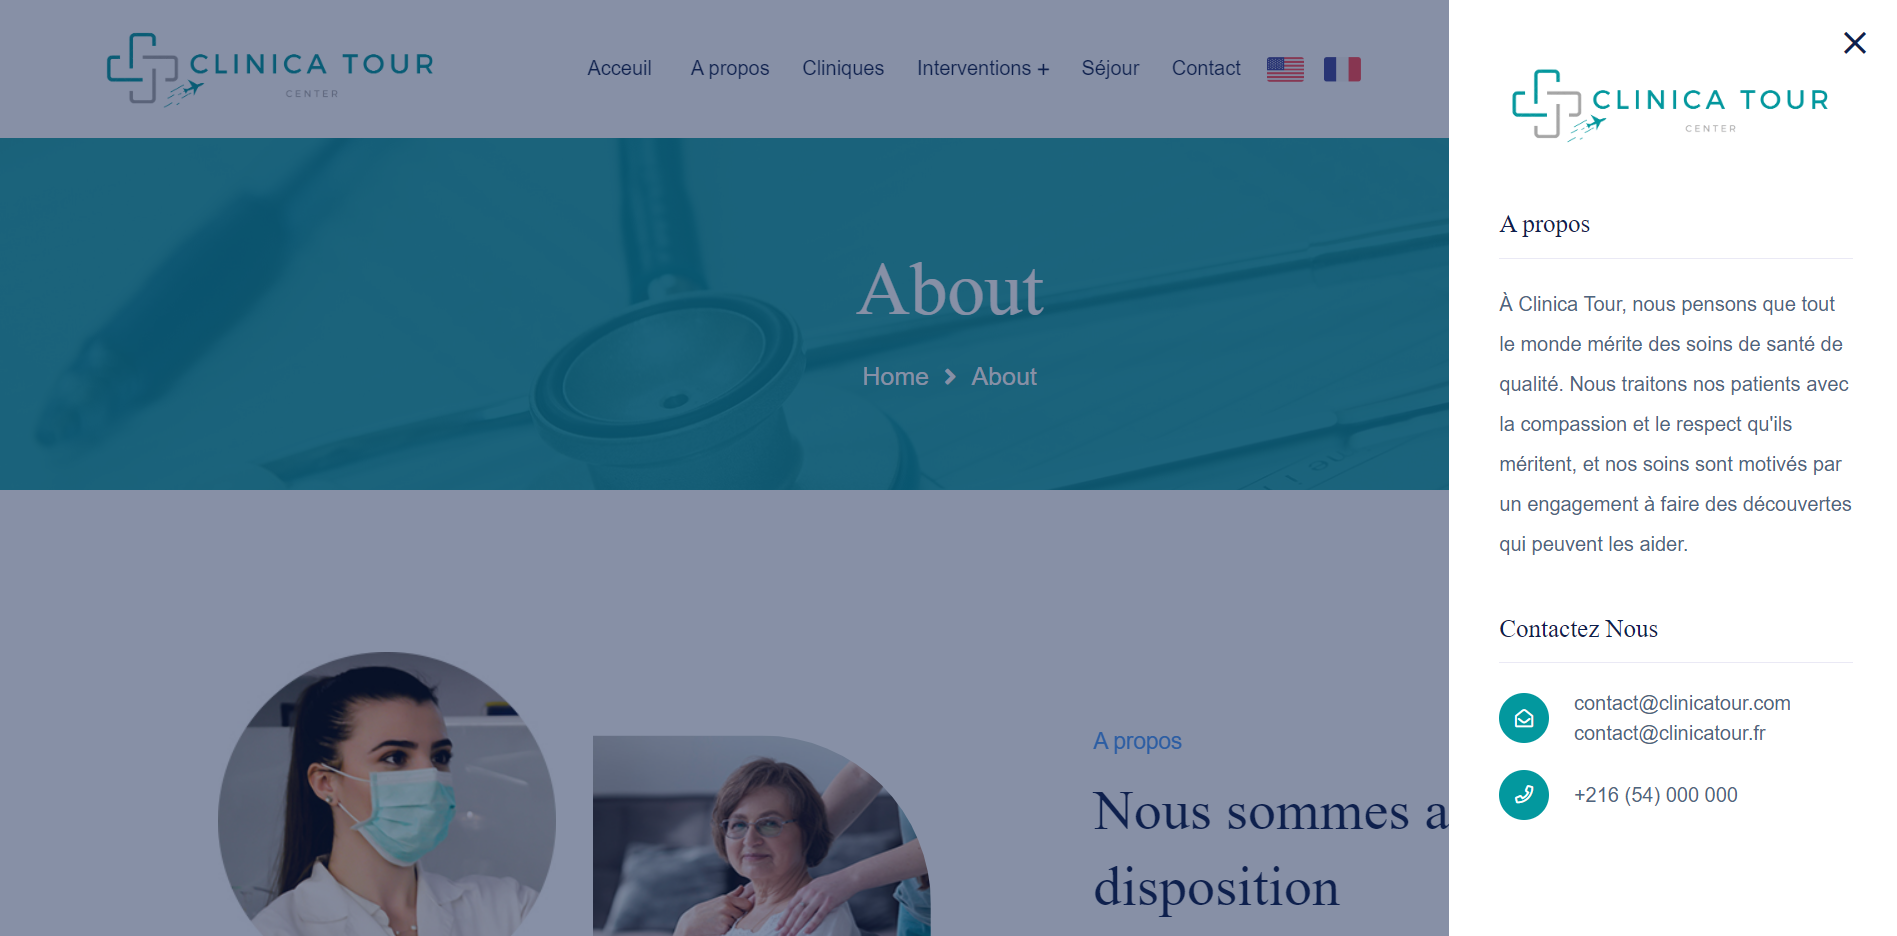 CLINICA TOUR
CENTER
Acceuil A propos Cliniques Interventions + Séjour Contact
About
Home About
A propos
Nous sommes a
disposition
CLINICA TOUR
CENTER
A propos
À Clinica Tour, nous pensons que tout
le monde mérite des soins de santé de
qualité. Nous traitons nos patients avec
la compassion et le respect qu'ils
méritent, et nos soins sont motivés par
un engagement à faire des découvertes
qui peuvent les aider.
Contactez Nous
contact@clinicatour.com
contact@clinicatour.fr
+216 (54) 000 000